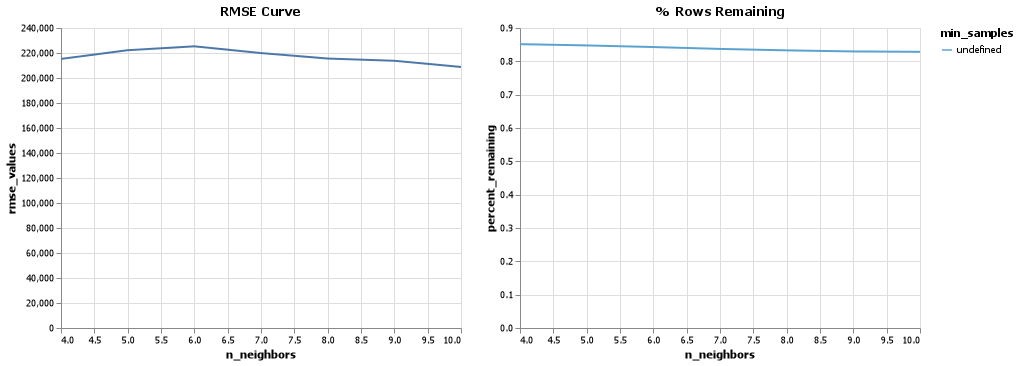 RMSE Curve
240,000
220,000
200,000
180,000
160,000
140,000
120,000
100,000
80,000
60,000
40,000
20,000
0
rmse_values
4.0 4.5 5.0 5.5 6.0 6.5 7.0 7.5 8.0 8.5 9.0 9.5 10.0
n_neighbors
% Rows Remaining
0.9
0.8
0.7
0.6
0.5
0.4
0.3
0.2
0.1
0.0
percent_remaining
4.0 4.5 5.0 5.5 6.0 6.5 7.0 7.5 8.0 8.5 9.0 9.5 10.0
n_neighbors
min_samples
undefined